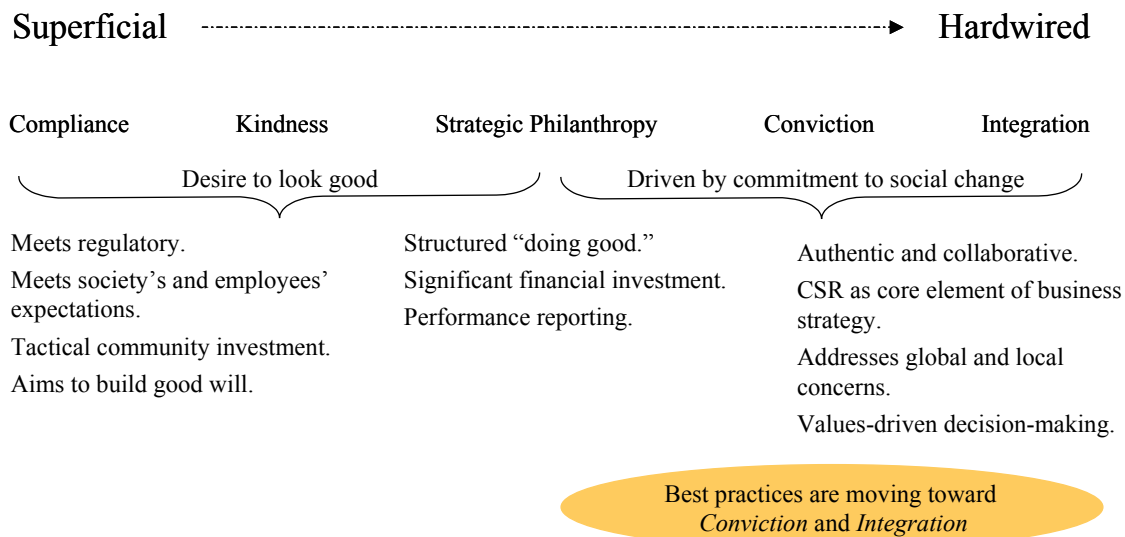 Superficial Hardwired
Compliance Kindness Strategic Philanthropy Conviction Integration
Desire to look good Driven by commitment to social change
Meets regulatory.
Meets society’s and employees’
expectations.
Tactical community investment.
Aims to build good will.
Structured “doing good.”
Significant financial investment.
Performance reporting.
Authentic and collaborative.
CSR as core element of business
strategy.
Addresses global and local
concerns.
Values-driven decision-making.
Best practices are moving toward
Conviction and Integration